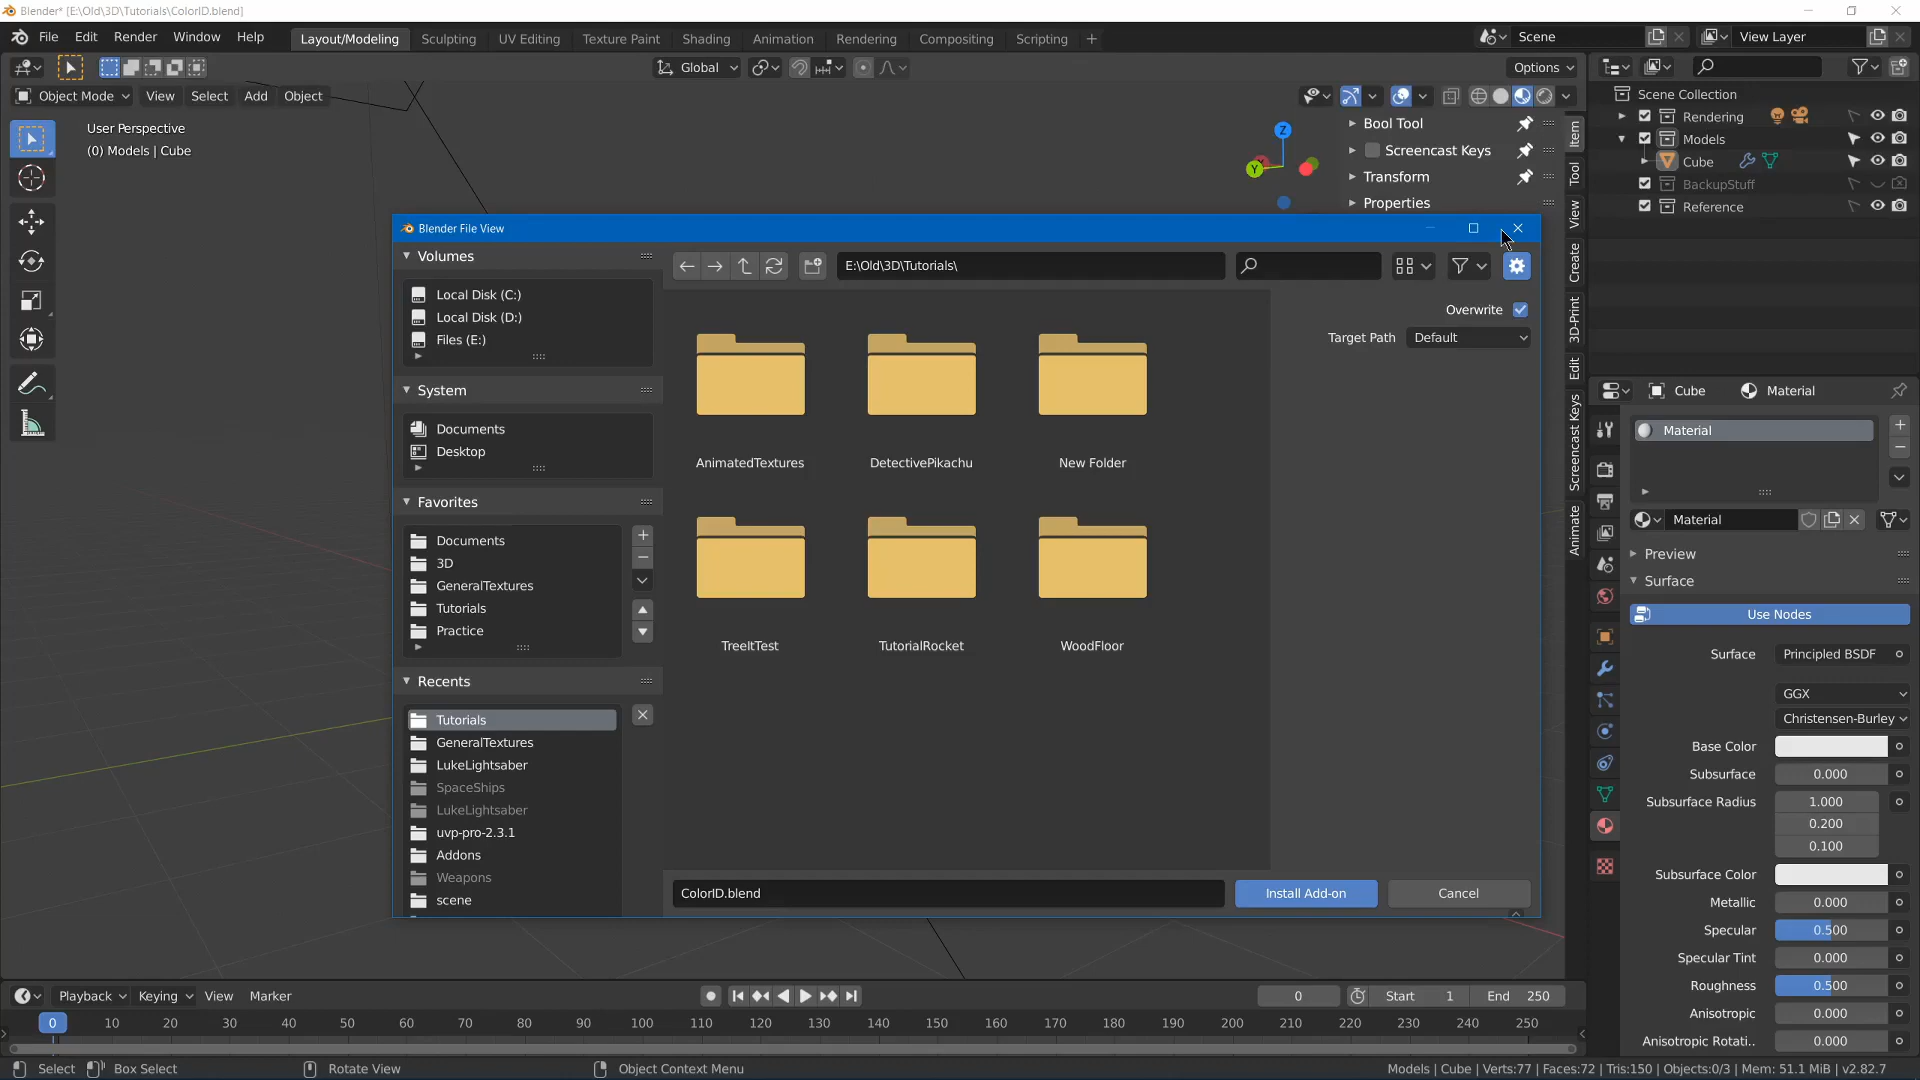 Blender* [E:\Old\3D\Tutorials\ColorID.blend]
File Edit Render Window Help
Layout/Modeling Sculpting UV Editing Texture Paint Shading Animation Rendering Compositing Scripting +
Scene
View Layer
Global
Options
Object Mode View Select Add Object
User Perspective
(0) Models | Cube
Z
Y
Bool Tool
Screencast Keys
Transform
Properties
Item
Tool
View
Create
3D-Print
Edit
Screencast Keys
Animate
Scene Collection
Rendering
Models
Cube
BackupStuff
Reference
Blender File View
Volumes
Local Disk (C:)
Local Disk (D:)
Files (E:)
System
Documents
Desktop
Favorites
Documents
3D
GeneralTextures
Tutorials
Practice
Recents
Tutorials
GeneralTextures
LukeLightsaber
SpaceShips
LukeLightsaber
uvp-pro-2.3.1
Addons
Weapons
scene
E:\Old\3D\Tutorials\
AnimatedTextures DetectivePikachu New Folder
TreeItTest TutorialRocket WoodFloor
Overwrite
Target Path Default
ColorID.blend
Install Add-on
Cancel
Cube Material
Material
Material
Preview
Surface
Use Nodes
Surface Principled BSDF
GGX
Christensen-Burley
Base Color
Subsurface 0.000
Subsurface Radius 1.000
0.200
0.100
Subsurface Color
Metallic 0.000
Specular 0.500
Specular Tint 0.000
Roughness 0.500
Anisotropic 0.000
Anisotropic Rotati.. 0.000
Playback Keying View Marker
0
Start 1
End 250
0 10 20 30 40 50 60 70 80 90 100 110 120 130 140 150 160 170 180 190 200 210 220 230 240 250
Select Box Select Rotate View Object Context Menu
Models | Cube | Verts:77 | Faces:72 | Tris:150 | Objects:0/3 | Mem: 51.1 MiB | v2.82.7